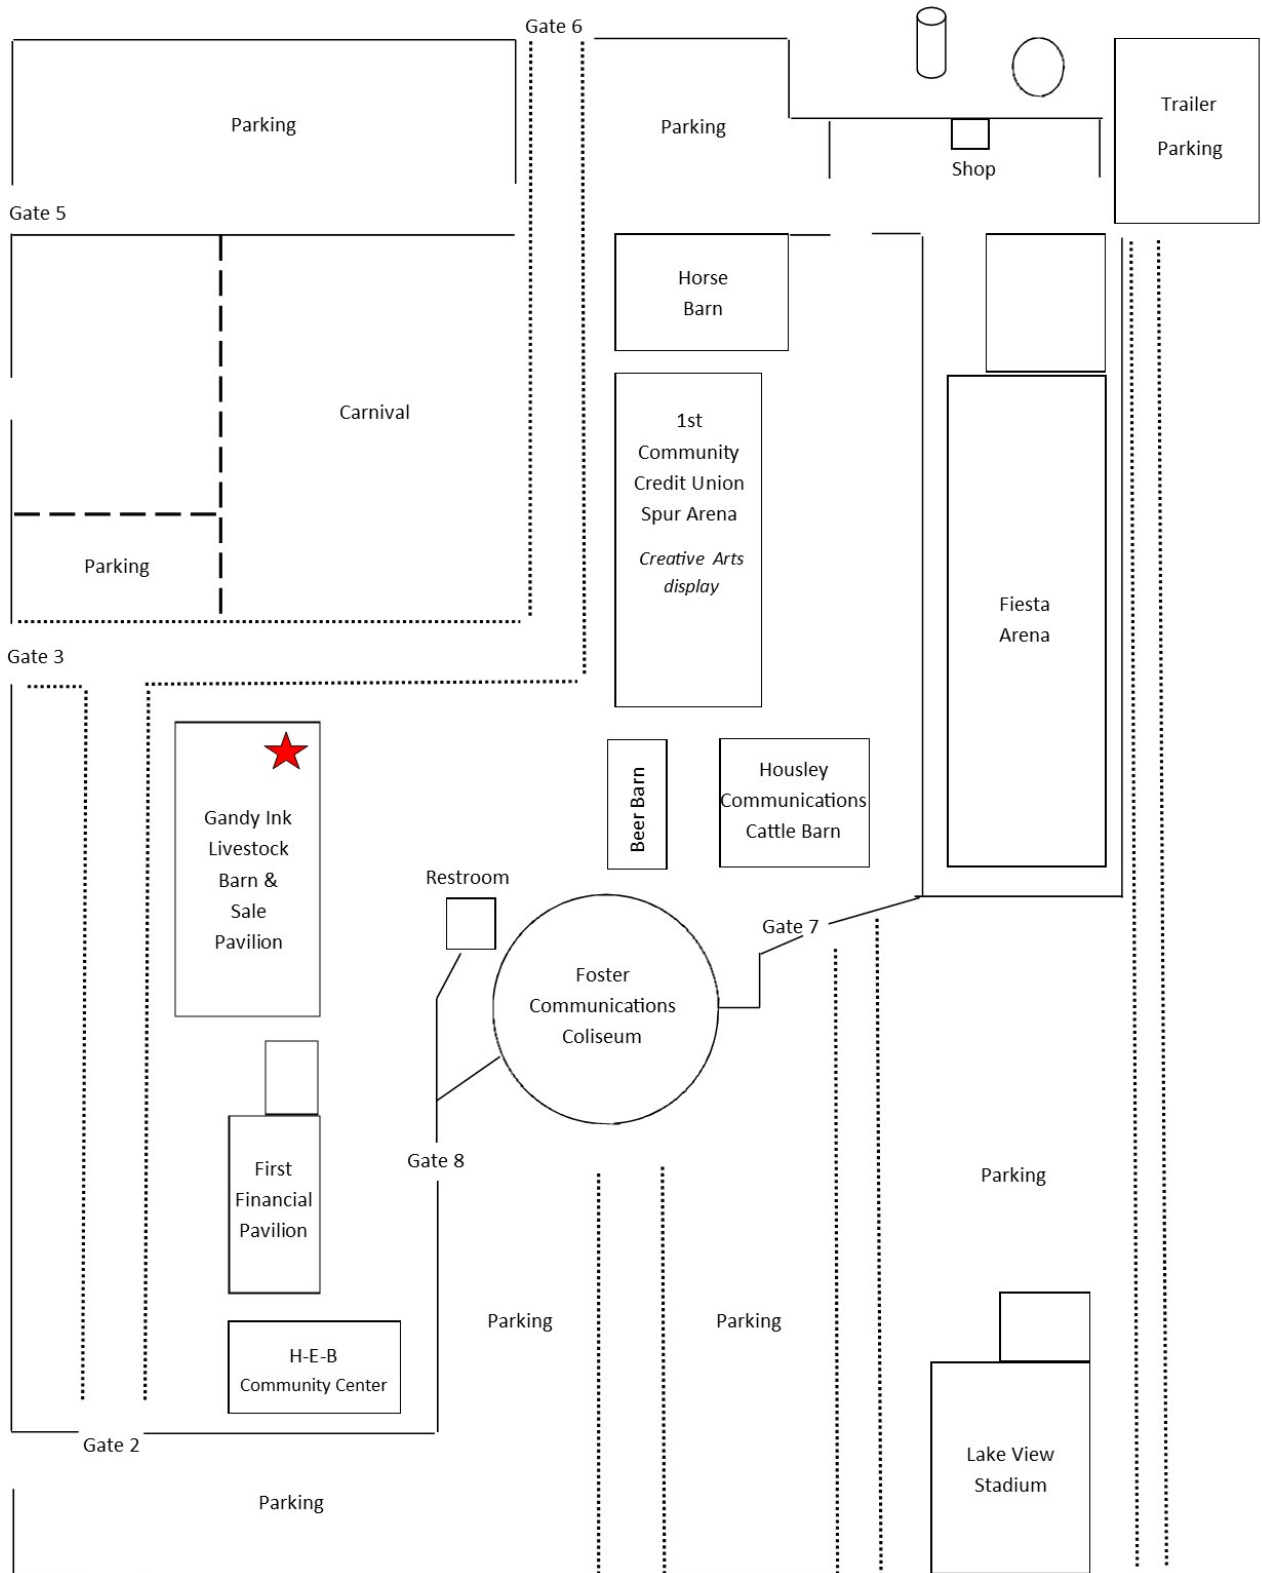 Gate 6
Parking
Parking
Trailer
Parking
Shop
Gate 5
Horse
Barn
Carnival
1st
Community
Credit Union
Spur Arena
Creative Arts
display
Parking
Fiesta
Arena
Gate 3
Gandy Ink
Livestock
Barn &
Sale
Pavilion
Beer Barn
Housley
Communications
Cattle Barn
Restroom
Gate 7
Foster
Communications
Coliseum
Gate 8
First
Financial
Pavilion
Parking
Parking
Parking
H-E-B
Community Center
Gate 2
Lake View
Stadium
Parking